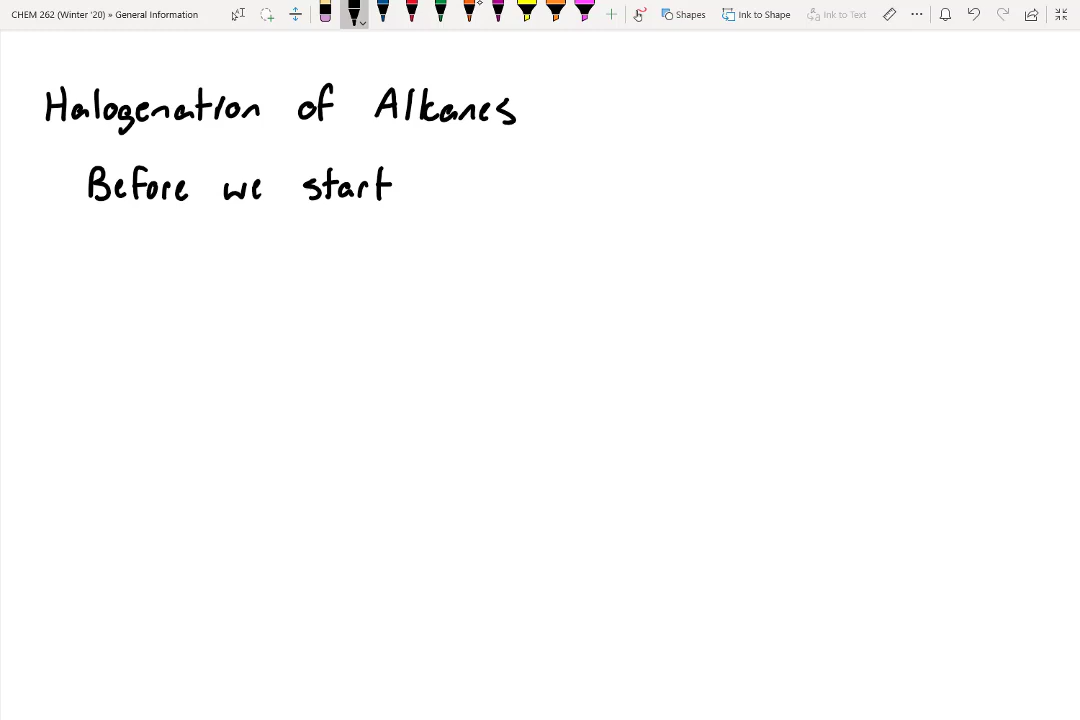 CHEM 262 (Winter '20) » General Information
Shapes
Ink to Shape
Ink to Text
Halogenation of Alkanes
Before we start